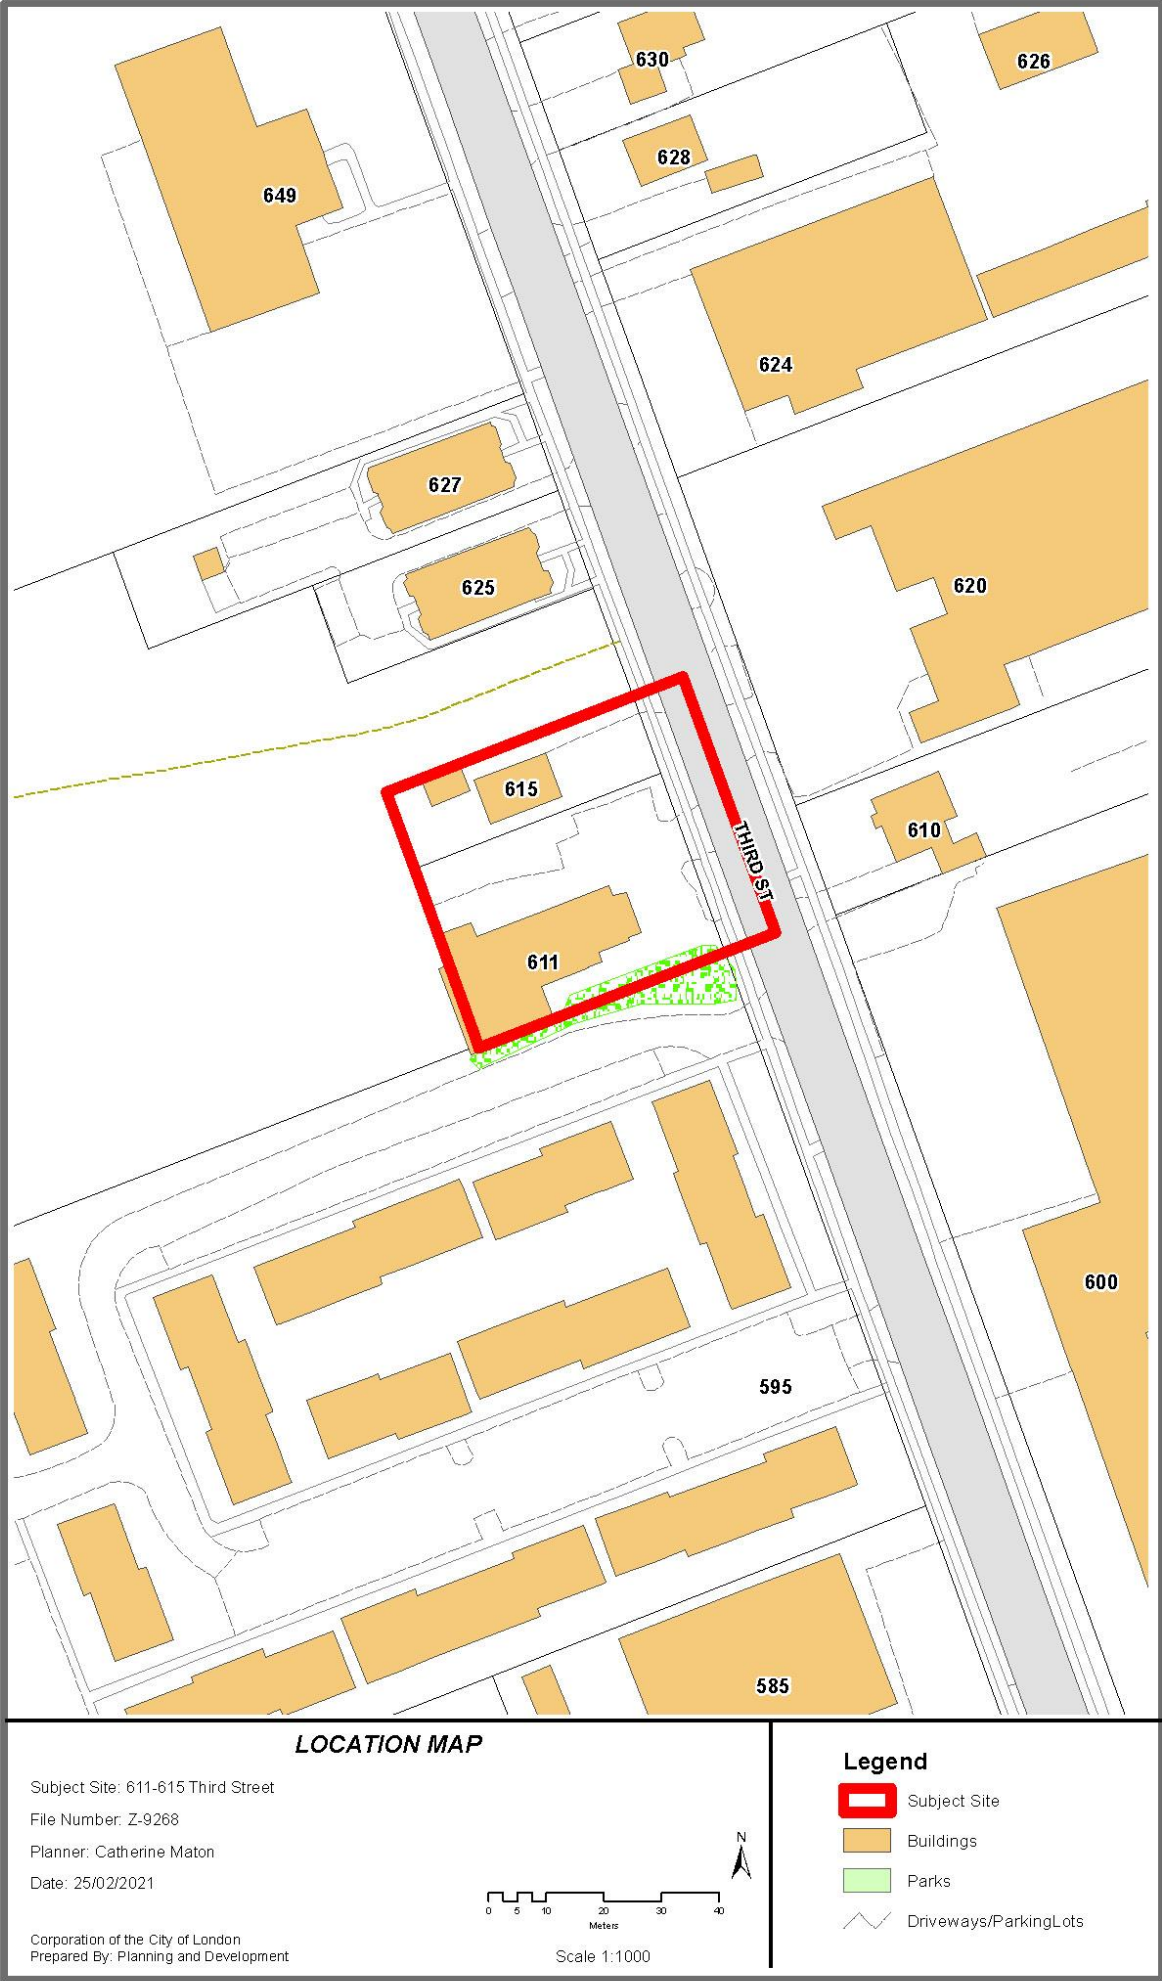 630
626
628
649
624
627
625
620
615
610
THIRD ST
611
600
595
585
LOCATION MAP
Subject Site: 611-615 Third Street
File Number: Z-9268
Planner: Catherine Maton
Date: 25/02/2021
Corporation of the City of London
Prepared By: Planning and Development
N
0 5 10 20 30 40
Meters
Scale 1:1000
Legend
Subject Site
Buildings
Parks
Driveways/ParkingLots